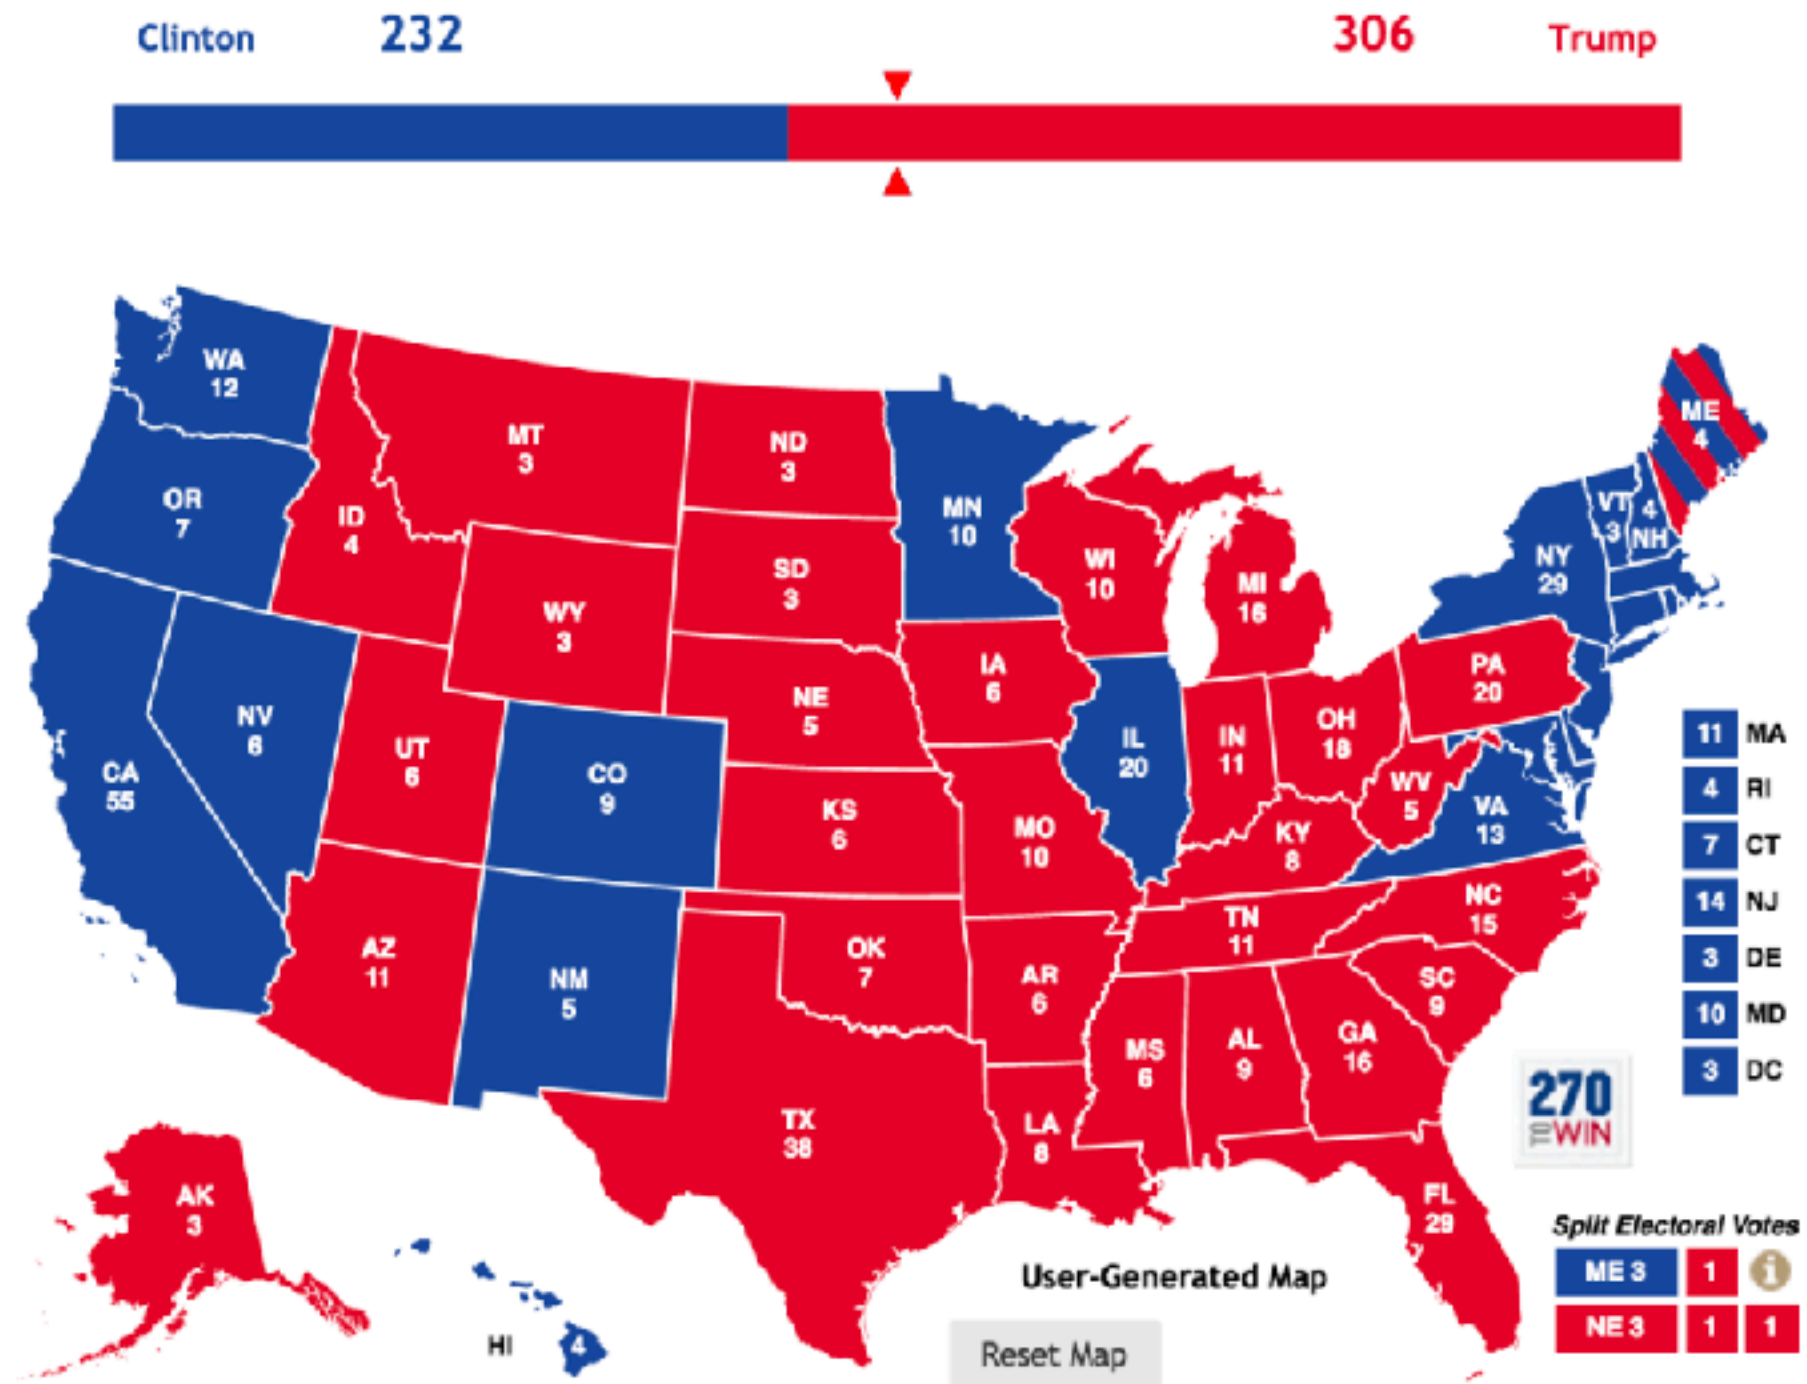 Clinton 232 306 Trump
WA
12
OR
7
CA
55
NV
6
ID
4
MT
3
WY
3
UT
6
AZ
11
CO
9
NM
5
ND
3
SD
3
NE
5
KS
6
OK
7
TX
38
MN
10
IA
6
MO
10
AR
6
LA
8
WI
10
IL
20
MI
16
IN
11
OH
18
KY
8
TN
11
MS
6
AL
9
GA
16
FL
29
SC
9
NC
15
VA
13
WV
5
PA
20
NY
29
VT
3
4
NH
ME
4
AK
3
HI 4
11 MA
4 RI
7 CT
14 NJ
3 DE
10 MD
3 DC
270
TO WIN
Split Electoral Votes
ME 3 1 i
NE 3 1 1
User-Generated Map
Reset Map